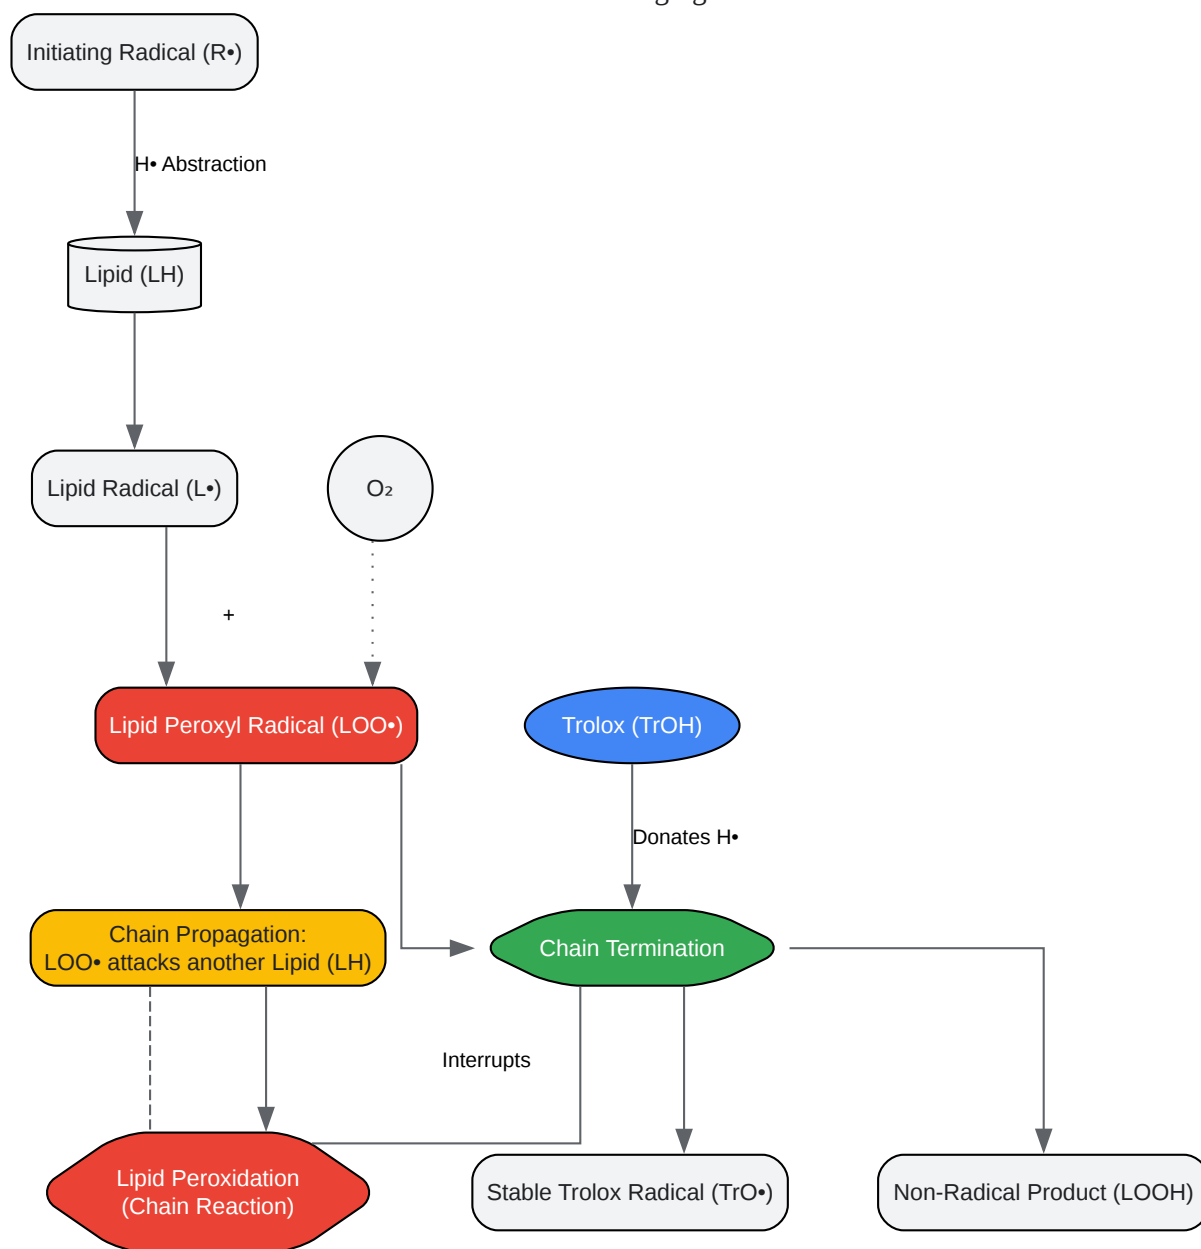 Initiating Radical (R•)
H• Abstraction
Lipid (LH)
Lipid Radical (L•)
O₂
+
Lipid Peroxyl Radical (LOO•)
Trolox (TrOH)
Donates H•
Chain Propagation:
LOO• attacks another Lipid (LH)
Chain Termination
Interrupts
Lipid Peroxidation
(Chain Reaction)
Stable Trolox Radical (TrO•)
Non-Radical Product (LOOH)